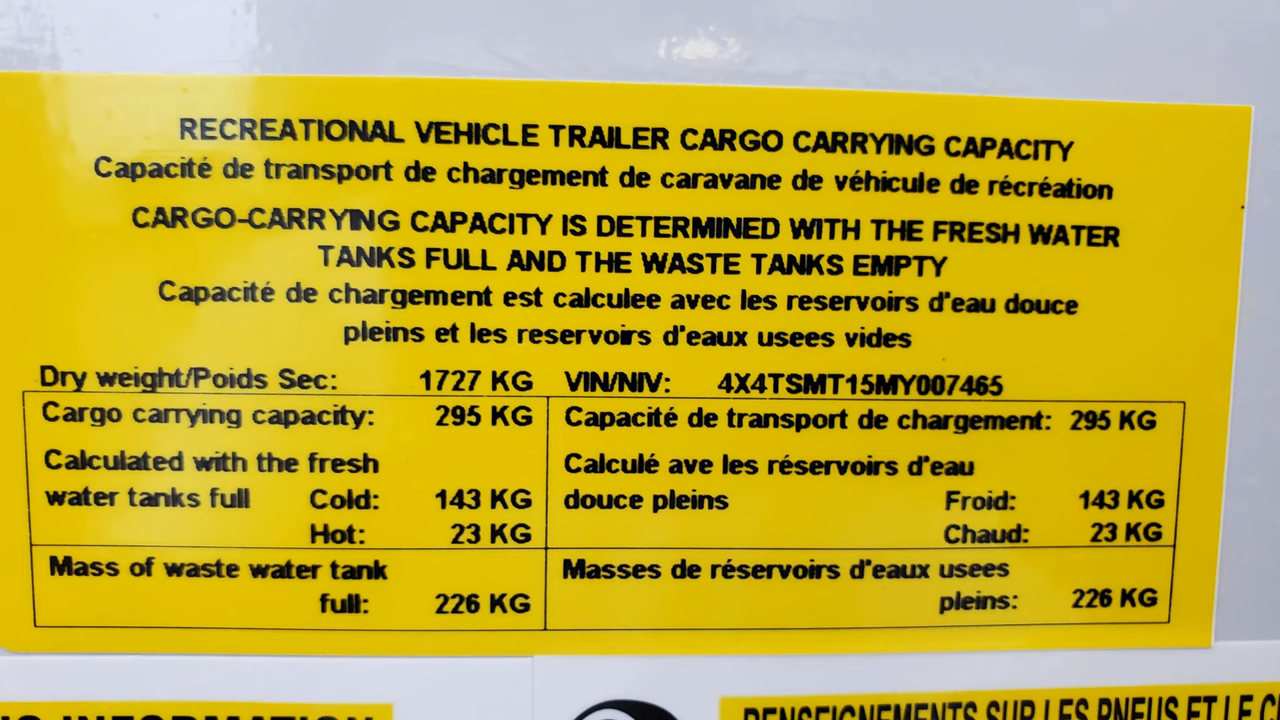 RECREATIONAL VEHICLE TRAILER CARGO CARRYING CAPACITY
Capacité de transport de chargement de caravane de véhicule de récréation
CARGO-CARRYING CAPACITY IS DETERMINED WITH THE FRESH WATER
TANKS FULL AND THE WASTE TANKS EMPTY
Capacité de chargement est calculee avec les reservoirs d'eau douce
pleins et les reservoirs d'eaux usees vides
Dry weight/Poids Sec: 1727 KG VIN/NIV: 4X4TSMT15MY007465
Cargo carrying capacity: 295 KG Capacité de transport de chargement: 295 KG
Calculated with the fresh Calculé ave les réservoirs d'eau
water tanks full Cold: 143 KG douce pleins Froid: 143 KG
Hot: 23 KG Chaud: 23 KG
Mass of waste water tank Masses de réservoirs d'eaux usees
full: 226 KG pleins: 226 KG
INFORMATION RENSEIGNEMENTS SUR LES PNEUS ET LE